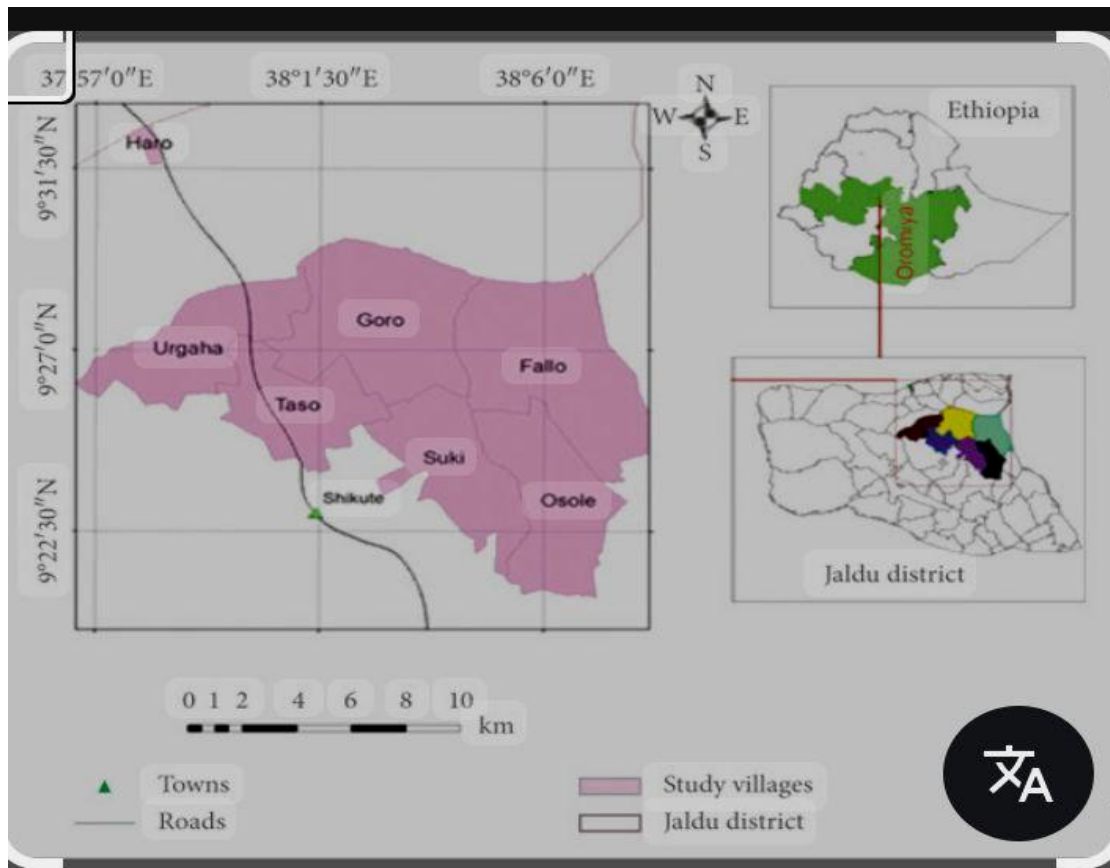 37°57′0″E 38°1′30″E 38°6′0″E
N
W E
S
Ethiopia
Oromiya
9°31′30″N
9°27′0″N
9°22′30″N
Haro
Goro
Urgaha
Fallo
Taso
Suki
Shikute
Osole
Jaldu district
0 1 2 4 6 8 10
km
Towns
Roads
Study villages
Jaldu district
文A